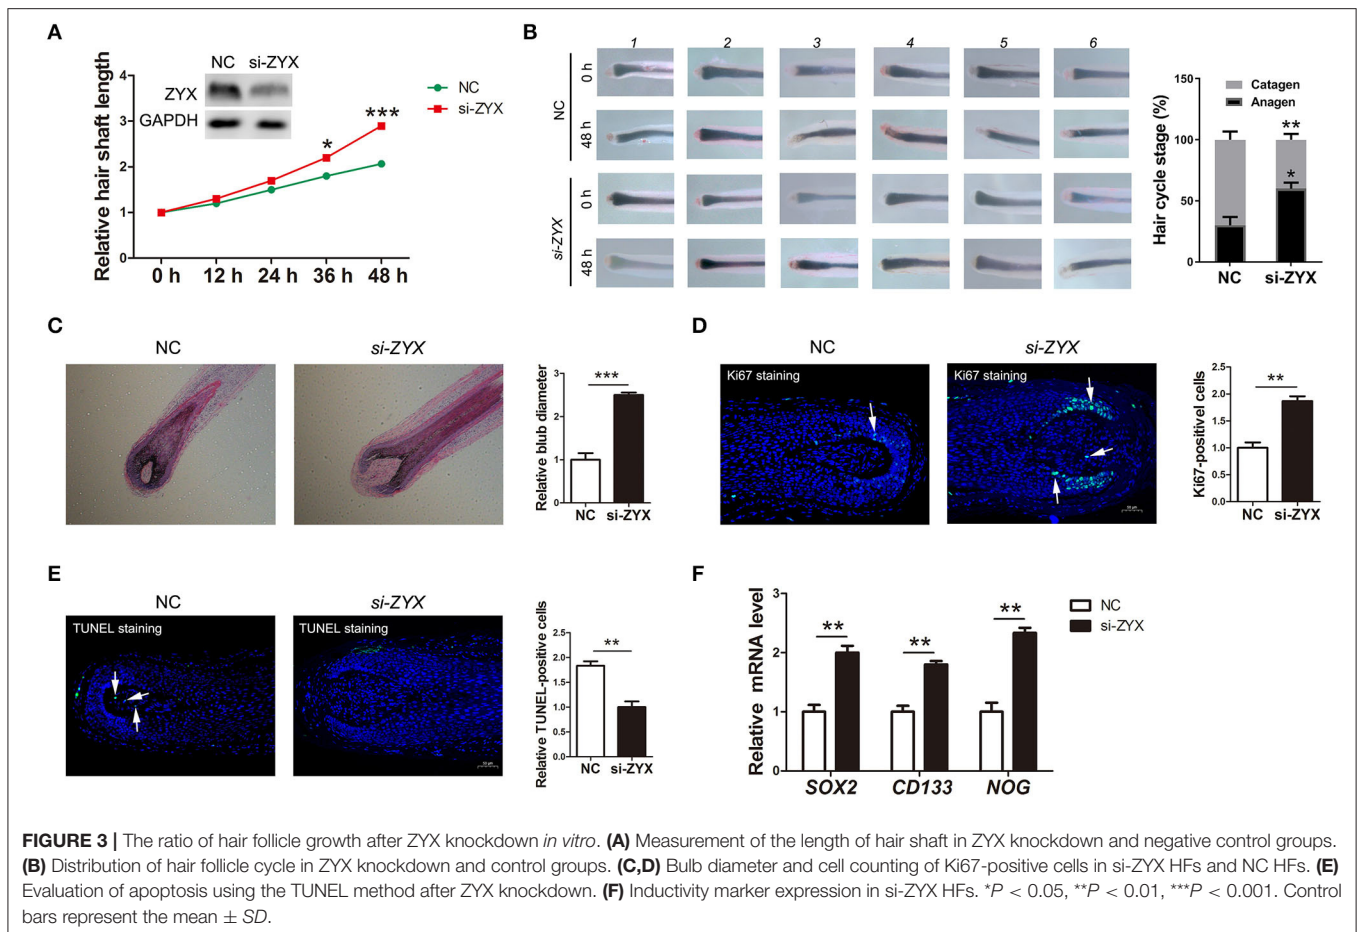 A
NC si-ZYX
ZYX
GAPDH
NC
si-ZYX
Relative hair shaft length
4
3
2
1
0
* ***
0 h 12 h 24 h 36 h 48 h
B
1 2 3 4 5 6
NC
0 h
48 h
si-ZYX
0 h
48 h
Hair cycle stage (%)
150
100
50
0
Catagen
Anagen
**
*
NC si-ZYX
C
NC si-ZYX
Relative blub diameter
3
2
1
0
***
NC si-ZYX
D
NC si-ZYX
Ki67 staining Ki67 staining
50 μm
Ki67-positivel cells
2.5
2.0
1.5
1.0
0.5
0.0
**
NC si-ZYX
E
NC si-ZYX
TUNEL staining TUNEL staining
50 μm
Relative TUNEL-positive cells
2.5
2.0
1.5
1.0
0.5
0.0
**
NC si-ZYX
F
Relative mRNA level
3
2
1
0
** ** **
NC
si-ZYX
SOX2 CD133 NOG
FIGURE 3 | The ratio of hair follicle growth after ZYX knockdown in vitro. (A) Measurement of the length of hair shaft in ZYX knockdown and negative control groups.
(B) Distribution of hair follicle cycle in ZYX knockdown and control groups. (C,D) Bulb diameter and cell counting of Ki67-positive cells in si-ZYX HFs and NC HFs. (E)
Evaluation of apoptosis using the TUNEL method after ZYX knockdown. (F) Inductivity marker expression in si-ZYX HFs. *P < 0.05, **P < 0.01, ***P < 0.001. Control
bars represent the mean ± SD.